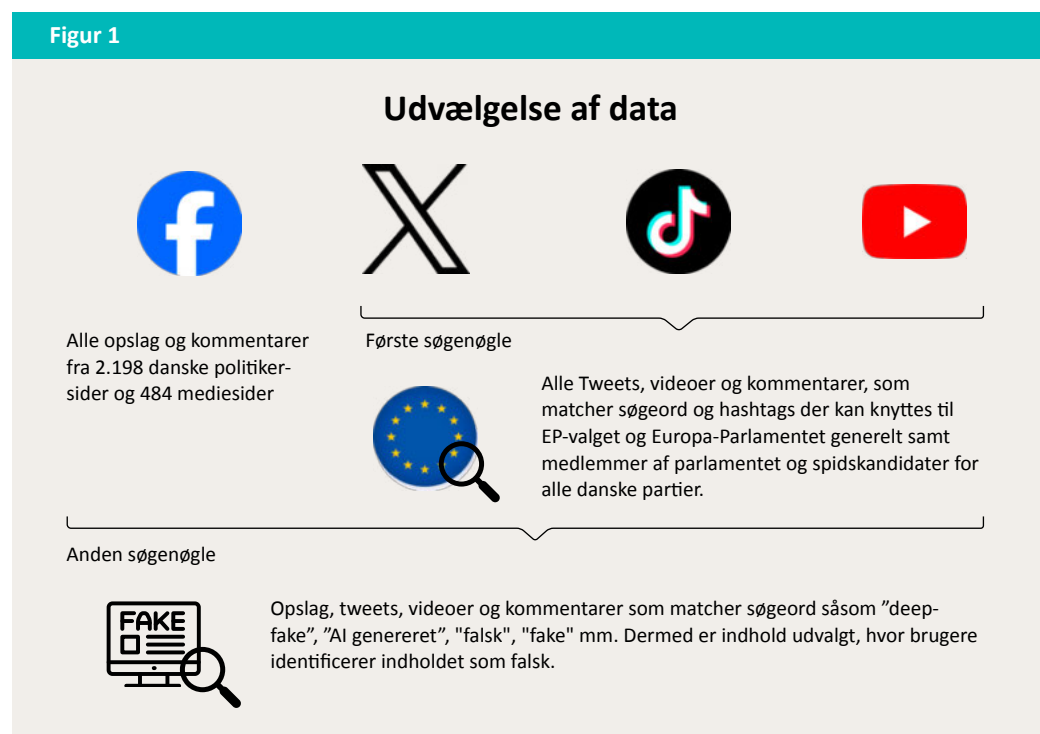 Figur 1
Udvælgelse af data
Alle opslag og kommentarer
fra 2.198 danske politiker-
sider og 484 mediesider
Første søgenøgle
Alle Tweets, videoer og kommentarer, som
matcher søgeord og hashtags der kan knyttes til
EP-valget og Europa-Parlamentet generelt samt
medlemmer af parlamentet og spidskandidater for
alle danske partier.
Anden søgenøgle
FAKE
Opslag, tweets, videoer og kommentarer som matcher søgeord såsom ”deep-
fake”, ”AI genereret”, "falsk", "fake" mm. Dermed er indhold udvalgt, hvor brugere
identificerer indholdet som falsk.